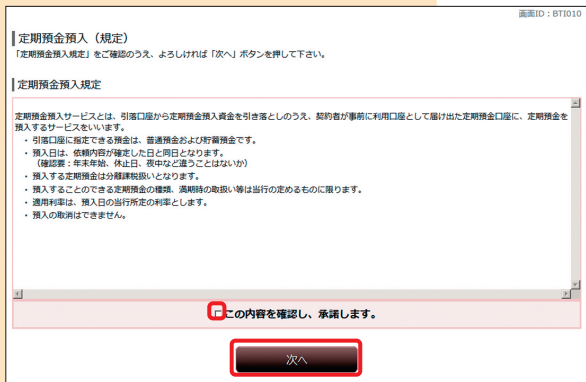 画面ID：BTI010
定期預金預入（規定）
「定期預金預入規定」をご確認のうえ、よろしければ「次へ」ボタンを押して下さい。
定期預金預入規定
定期預金預入サービスとは、引落口座から定期預金預入資金を引き落としのうえ、契約者が事前に利用口座として届け出た定期預金口座に、定期預金を
預入するサービスをいいます。
・引落口座に指定できる預金は、普通預金および貯蓄預金です。
・預入日は、依頼内容が確定した日と同日となります。
（確認要：年末年始、休止日、夜中など違うことはないか）
・預入する定期預金は分離課税扱いとなります。
・預入することのできる定期預金の種類、満期時の取扱い等は当行の定めるものに限ります。
・適用利率は、預入日の当行所定の利率とします。
・預入の取消はできません。
この内容を確認し、承諾します。
次へ